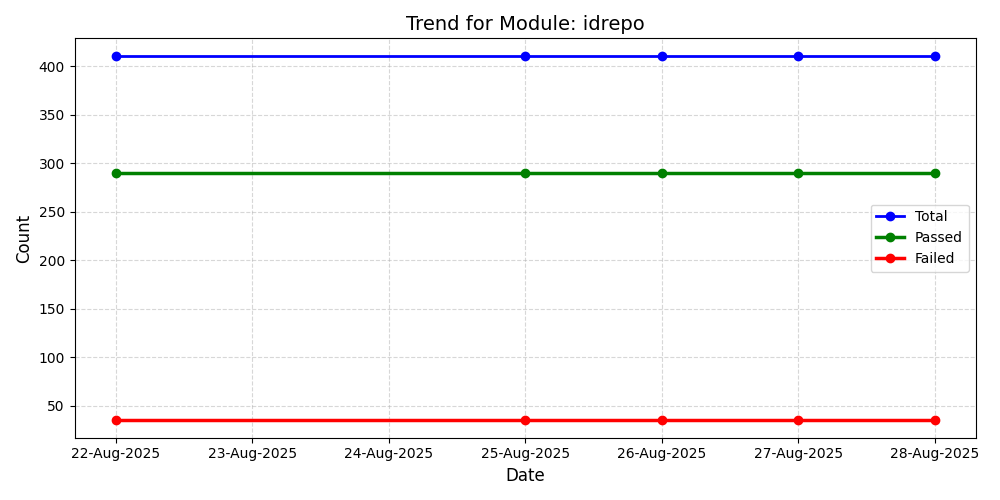 Trend for Module: idrepo
Count
400
350
300
250
200
150
100
50
Total
Passed
Failed
22-Aug-2025 23-Aug-2025 24-Aug-2025 25-Aug-2025 26-Aug-2025 27-Aug-2025 28-Aug-2025
Date